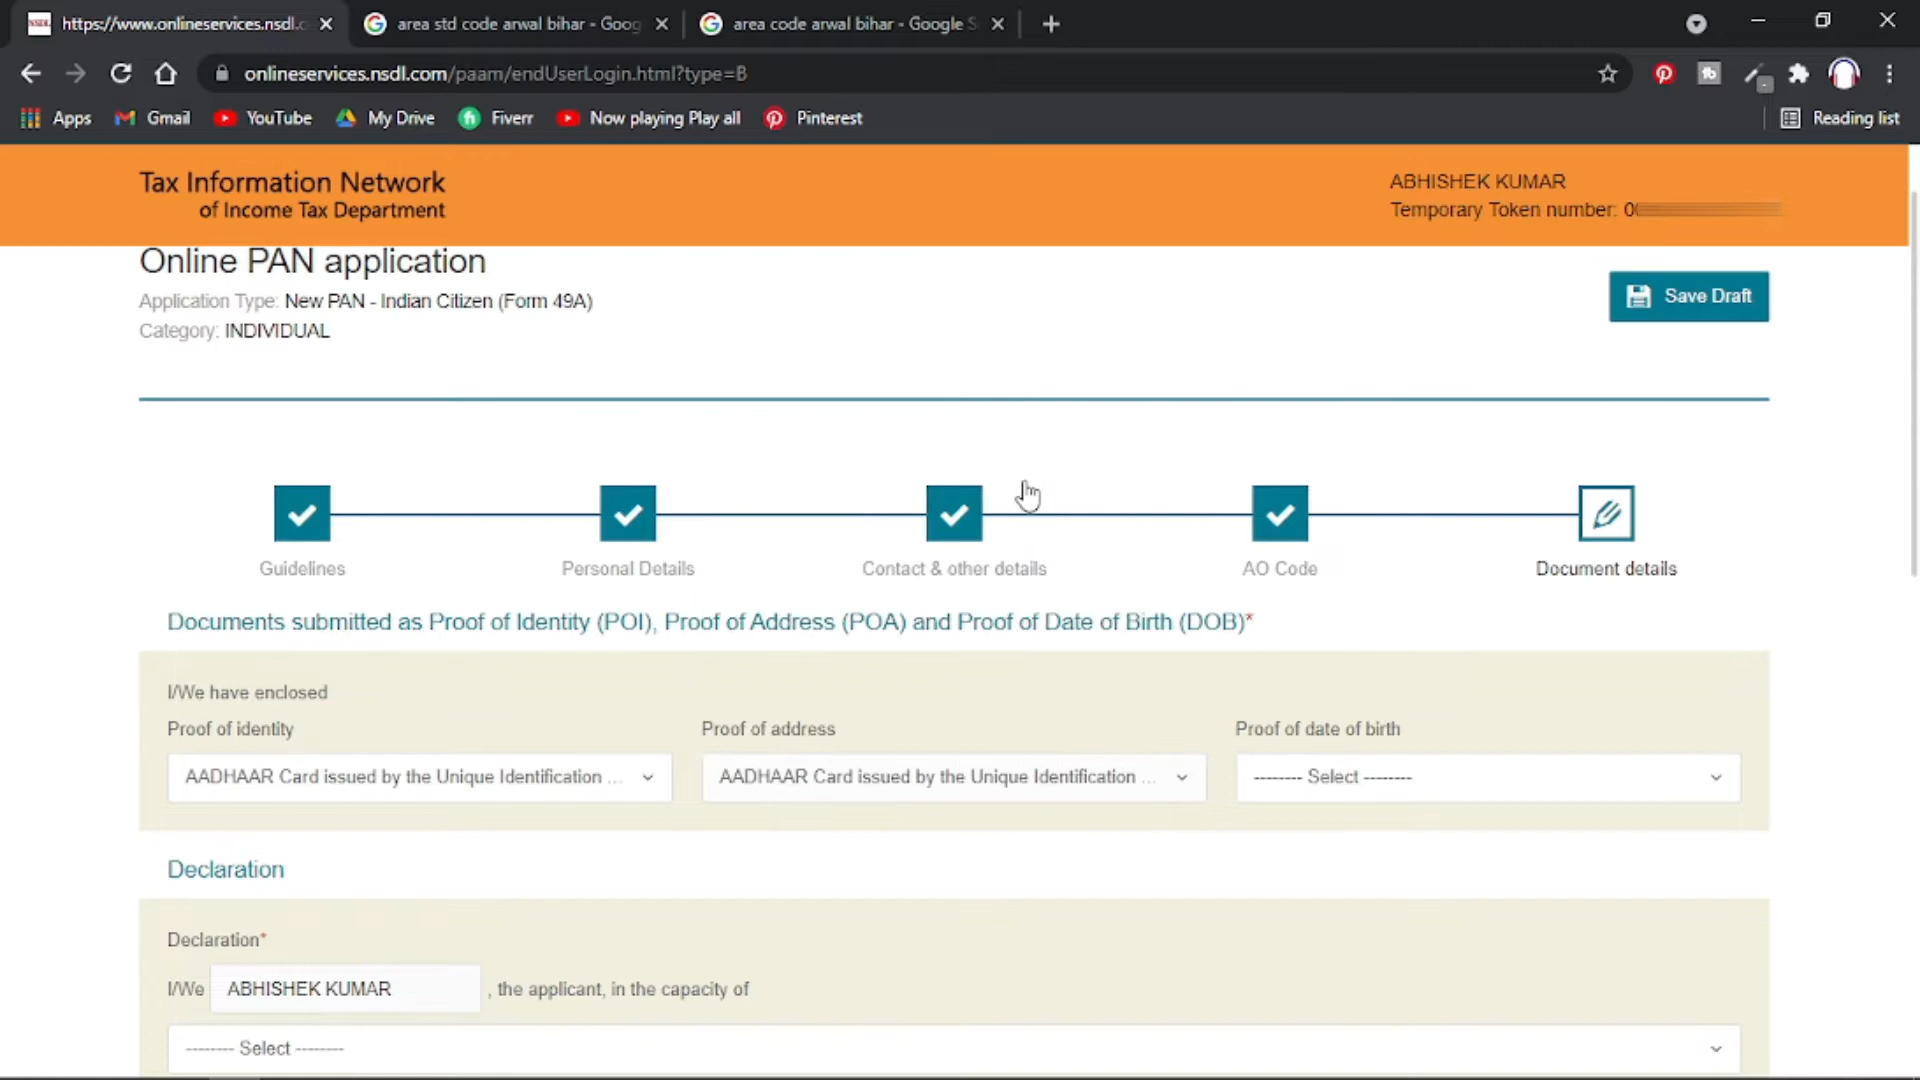 https://www.onlineservices.nsdl.c
area std code arwal bihar - Goog
area code arwal bihar - Google S
onlineservices.nsdl.com/paam/endUserLogin.html?type=B
Apps
Gmail
YouTube
My Drive
Fiverr
Now playing Play all
Pinterest
Reading list
Tax Information Network
of Income Tax Department
ABHISHEK KUMAR
Temporary Token number: 0
Online PAN application
Application Type: New PAN - Indian Citizen (Form 49A)
Category: INDIVIDUAL
Save Draft
Guidelines
Personal Details
Contact & other details
AO Code
Document details
Documents submitted as Proof of Identity (POI), Proof of Address (POA) and Proof of Date of Birth (DOB)*
I/We have enclosed
Proof of identity
Proof of address
Proof of date of birth
AADHAAR Card issued by the Unique Identification ...
AADHAAR Card issued by the Unique Identification ...
-------- Select --------
Declaration
Declaration*
I/We ABHISHEK KUMAR , the applicant, in the capacity of
-------- Select --------